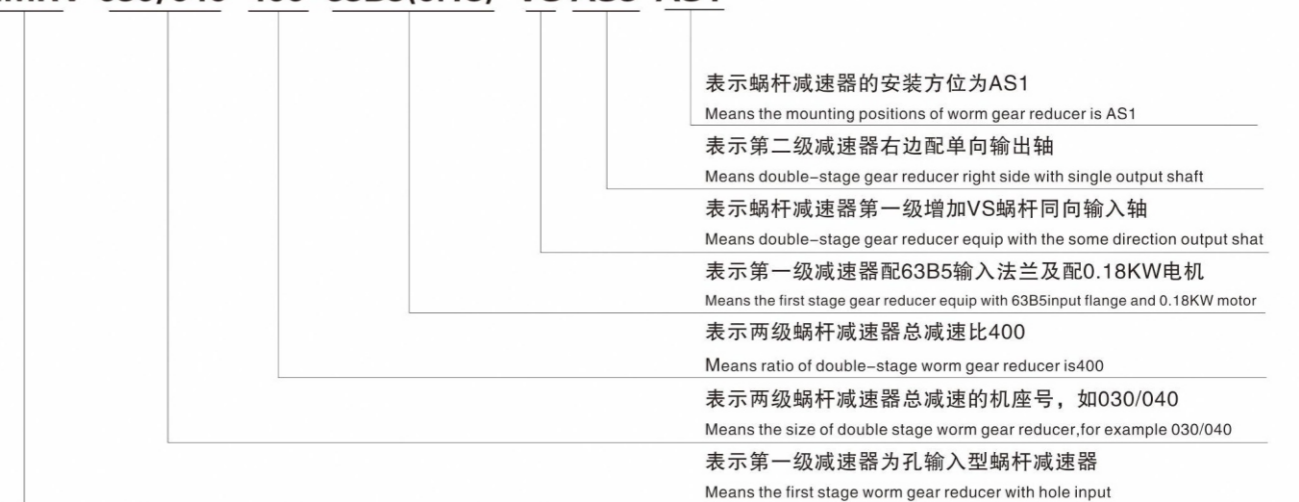 表示蜗杆减速器的安装方位为AS1
Means the mounting positions of worm gear reducer is AS1
表示第二级减速器右边配单向输出轴
Means double-stage gear reducer right side with single output shaft
表示蜗杆减速器第一级增加VS蜗杆同向输入轴
Means double-stage gear reducer equip with the some direction output shat
表示第一级减速器配63B5输入法兰及配0.18KW电机
Means the first stage gear reducer equip with 63B5input flange and 0.18KW motor
表示两级蜗杆减速器总减速比400
Means ratio of double-stage worm gear reducer is400
表示两级蜗杆减速器总减速的机座号，如030/040
Means the size of double stage worm gear reducer,for example 030/040
表示第一级减速器为孔输入型蜗杆减速器
Means the first stage worm gear reducer with hole input